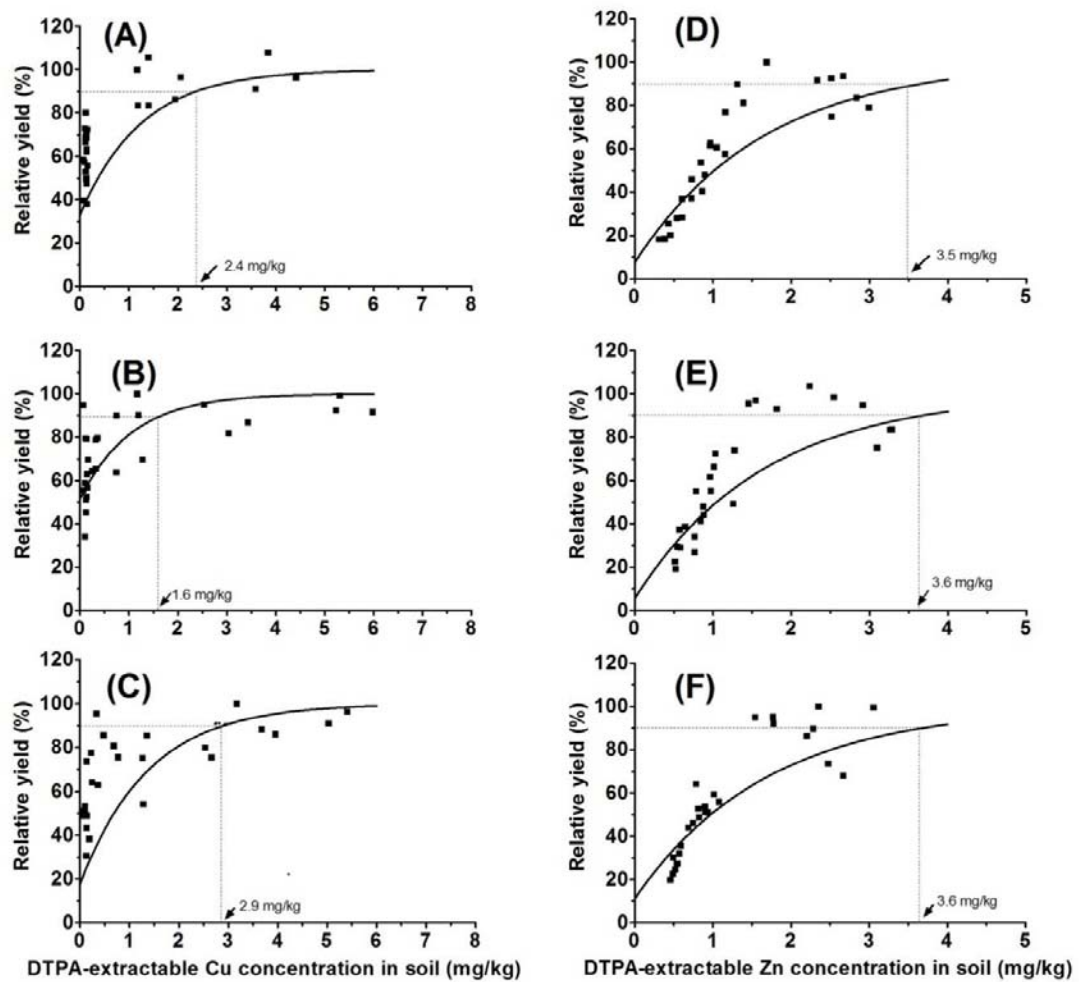 (A)
Relative yield (%)
120
100
80
60
40
20
0
2.4 mg/kg
0 1 2 3 4 5 6 7 8
(D)
Relative yield (%)
120
100
80
60
40
20
0
3.5 mg/kg
0 1 2 3 4 5
(B)
Relative yield (%)
120
100
80
60
40
20
0
1.6 mg/kg
0 1 2 3 4 5 6 7 8
(E)
Relative yield (%)
120
100
80
60
40
20
0
3.6 mg/kg
0 1 2 3 4 5
(C)
Relative yield (%)
120
100
80
60
40
20
0
2.9 mg/kg
0 1 2 3 4 5 6 7 8
DTPA-extractable Cu concentration in soil (mg/kg)
(F)
Relative yield (%)
120
100
80
60
40
20
0
3.6 mg/kg
0 1 2 3 4 5
DTPA-extractable Zn concentration in soil (mg/kg)